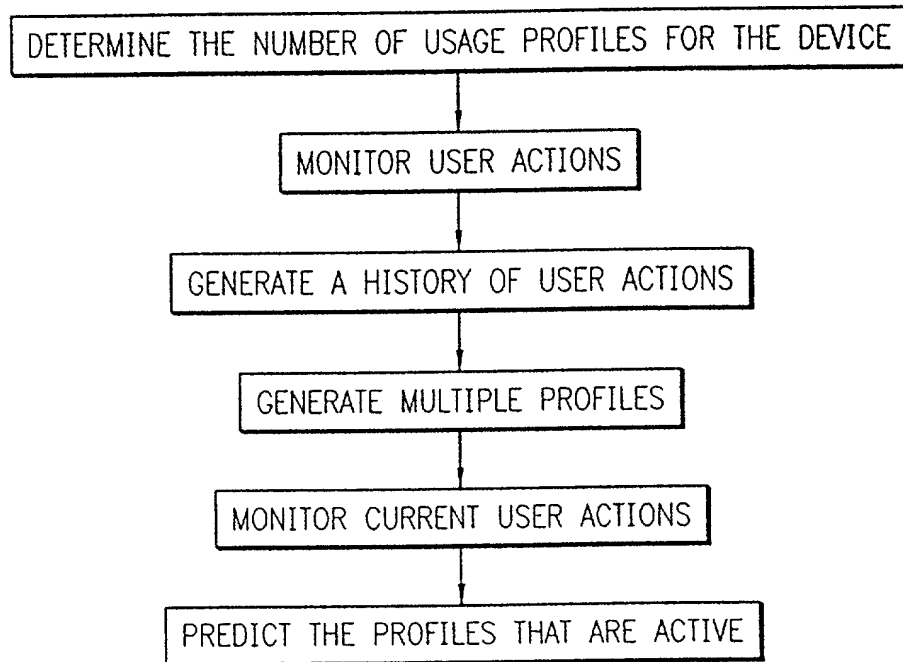 DETERMINE THE NUMBER OF USAGE PROFILES FOR THE DEVICE
MONITOR USER ACTIONS
GENERATE A HISTORY OF USER ACTIONS
GENERATE MULTIPLE PROFILES
MONITOR CURRENT USER ACTIONS
PREDICT THE PROFILES THAT ARE ACTIVE